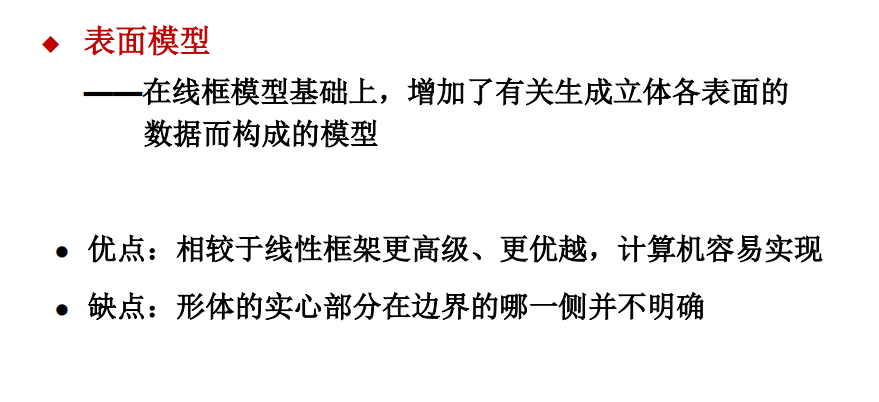 ◆ 表面模型
——在线框模型基础上，增加了有关生成立体各表面的
数据而构成的模型
● 优点：相较于线性框架更高级、更优越，计算机容易实现
● 缺点：形体的实心部分在边界的哪一侧并不明确